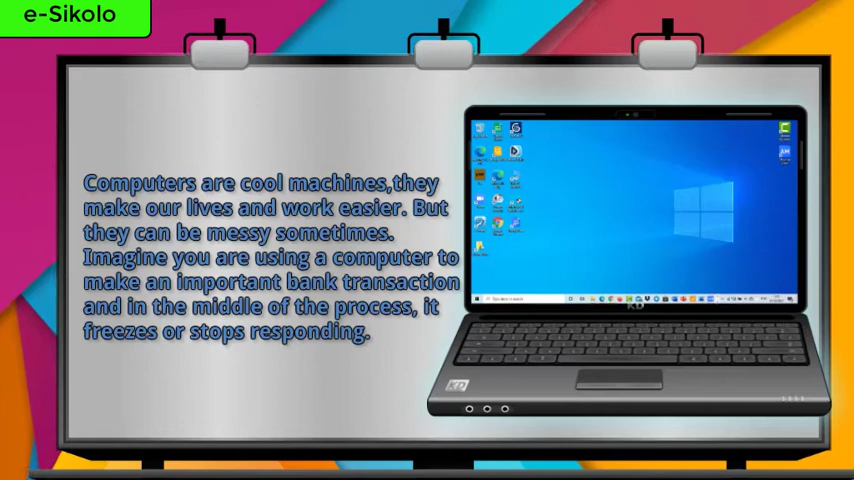 e-Sikolo
Computers are cool machines,they
make our lives and work easier. But
they can be messy sometimes.
Imagine you are using a computer to
make an important bank transaction
and in the middle of the process, it
freezes or stops responding.
KD
KD